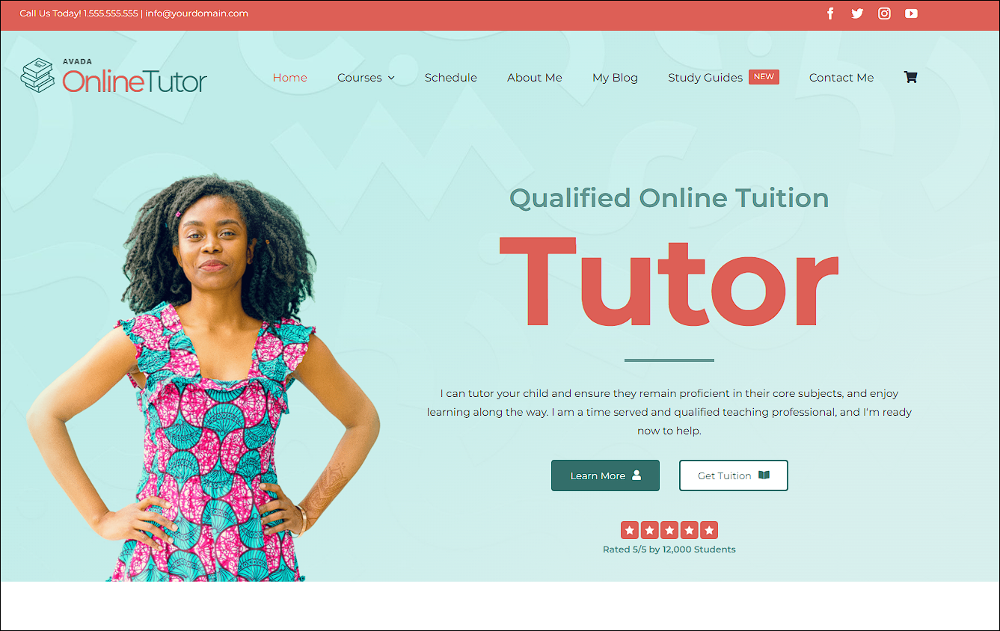 Call Us Today! 1.555.555.555 | info@yourdomain.com
AVADA
OnlineTutor
Home Courses Schedule About Me My Blog Study Guides NEW Contact Me
Qualified Online Tuition
Tutor
I can tutor your child and ensure they remain proficient in their core subjects, and enjoy
learning along the way. I am a time served and qualified teaching professional, and I'm ready
now to help.
Learn More Get Tuition
Rated 5/5 by 12,000 Students